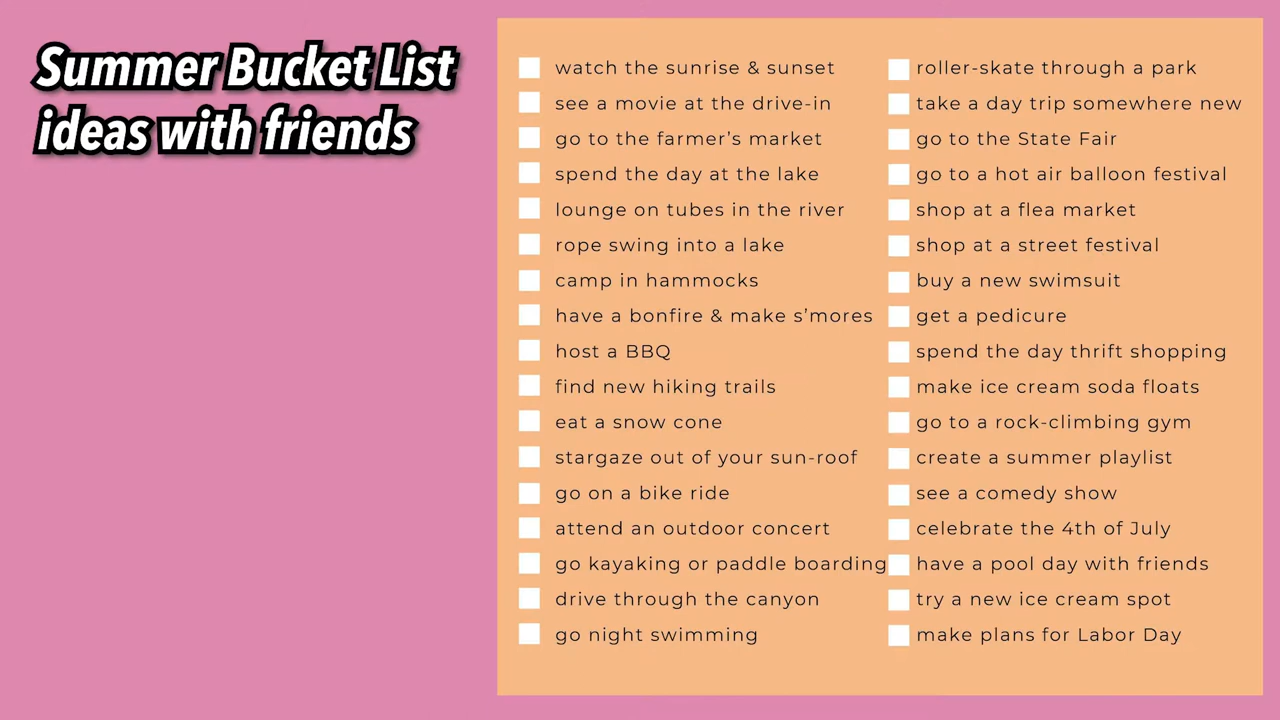 Summer Bucket List
ideas with friends
watch the sunrise & sunset
see a movie at the drive-in
go to the farmer's market
spend the day at the lake
lounge on tubes in the river
rope swing into a lake
camp in hammocks
have a bonfire & make s'mores
host a BBQ
find new hiking trails
eat a snow cone
stargaze out of your sun-roof
go on a bike ride
attend an outdoor concert
go kayaking or paddle boarding
drive through the canyon
go night swimming
roller-skate through a park
take a day trip somewhere new
go to the State Fair
go to a hot air balloon festival
shop at a flea market
shop at a street festival
buy a new swimsuit
get a pedicure
spend the day thrift shopping
make ice cream soda floats
go to a rock-climbing gym
create a summer playlist
see a comedy show
celebrate the 4th of July
have a pool day with friends
try a new ice cream spot
make plans for Labor Day